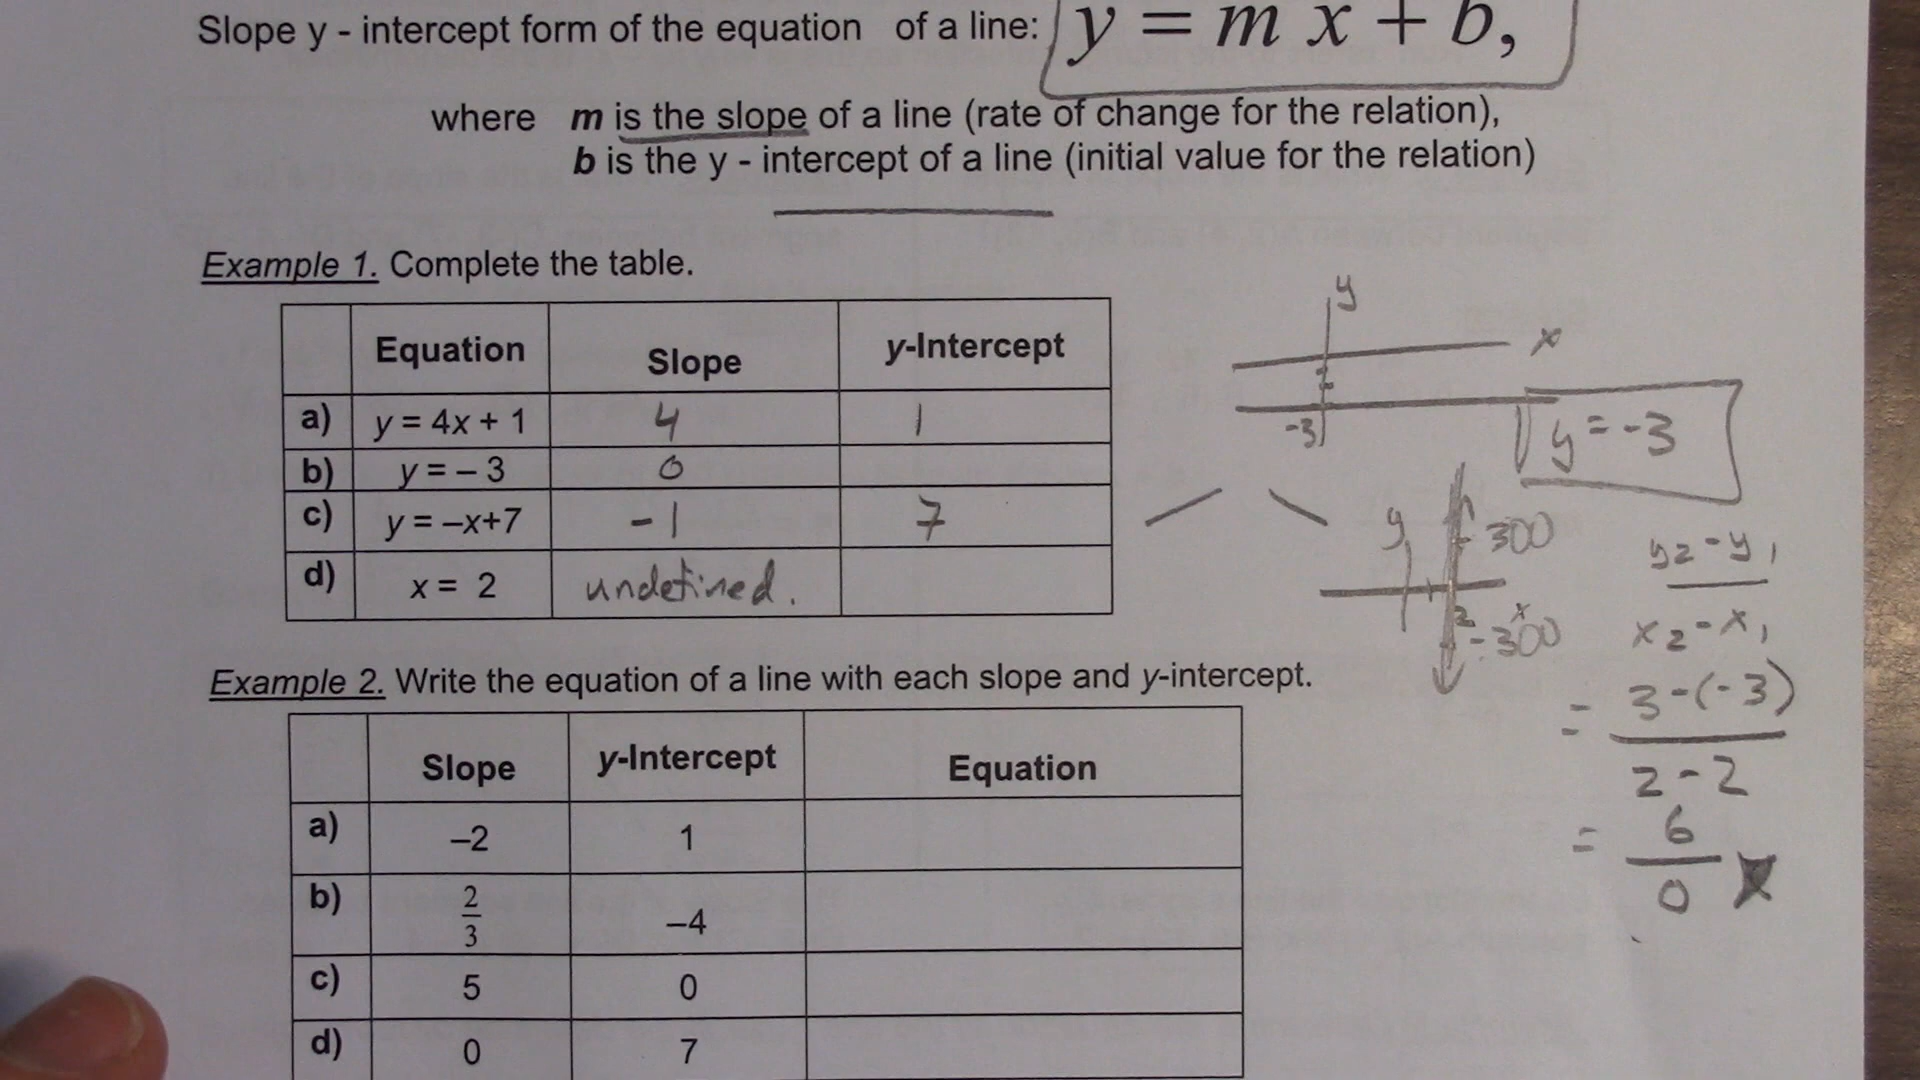 Slope y - intercept form of the equation of a line: y = m x + b,
where m is the slope of a line (rate of change for the relation),
b is the y - intercept of a line (initial value for the relation)
Example 1. Complete the table.
Equation Slope y-Intercept
a) y = 4x + 1 4 1
b) y = – 3 0
c) y = –x+7 -1 7
d) x = 2 undefined.
y
x
-3
y = -3
y
300
2 x
-300
y2 - y1
x2 - x1
= 3-(-3)
2 - 2
= 6
0
Example 2. Write the equation of a line with each slope and y-intercept.
Slope y-Intercept Equation
a) –2 1
b) 2/3 –4
c) 5 0
d) 0 7